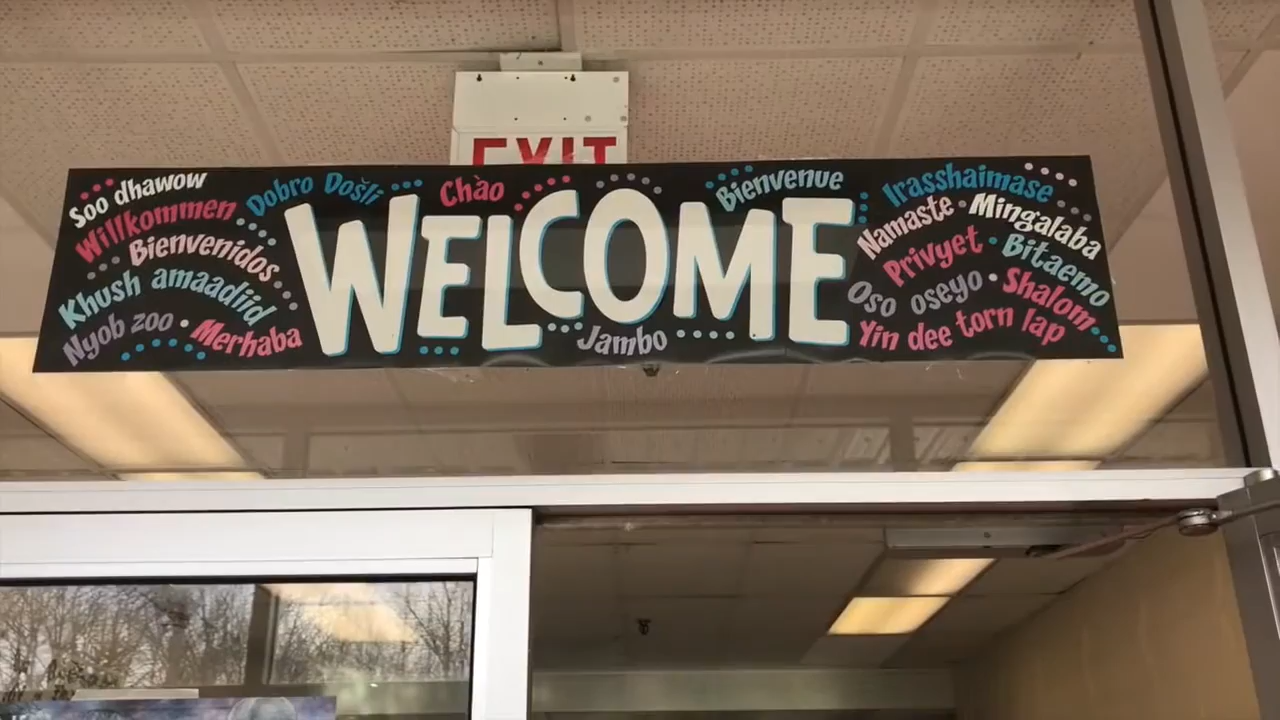 EXIT
Soo dhawow
Willkommen
Bienvenidos
Khush amaadiid
Nyob zoo • Merhaba
Dobro Došli
Chào
WELCOME
Jambo
Bienvenue
Irasshaimase
Namaste • Mingalaba
Privyet • Bitaemo
Oso oseyo • Shalom
Yin dee torn lap